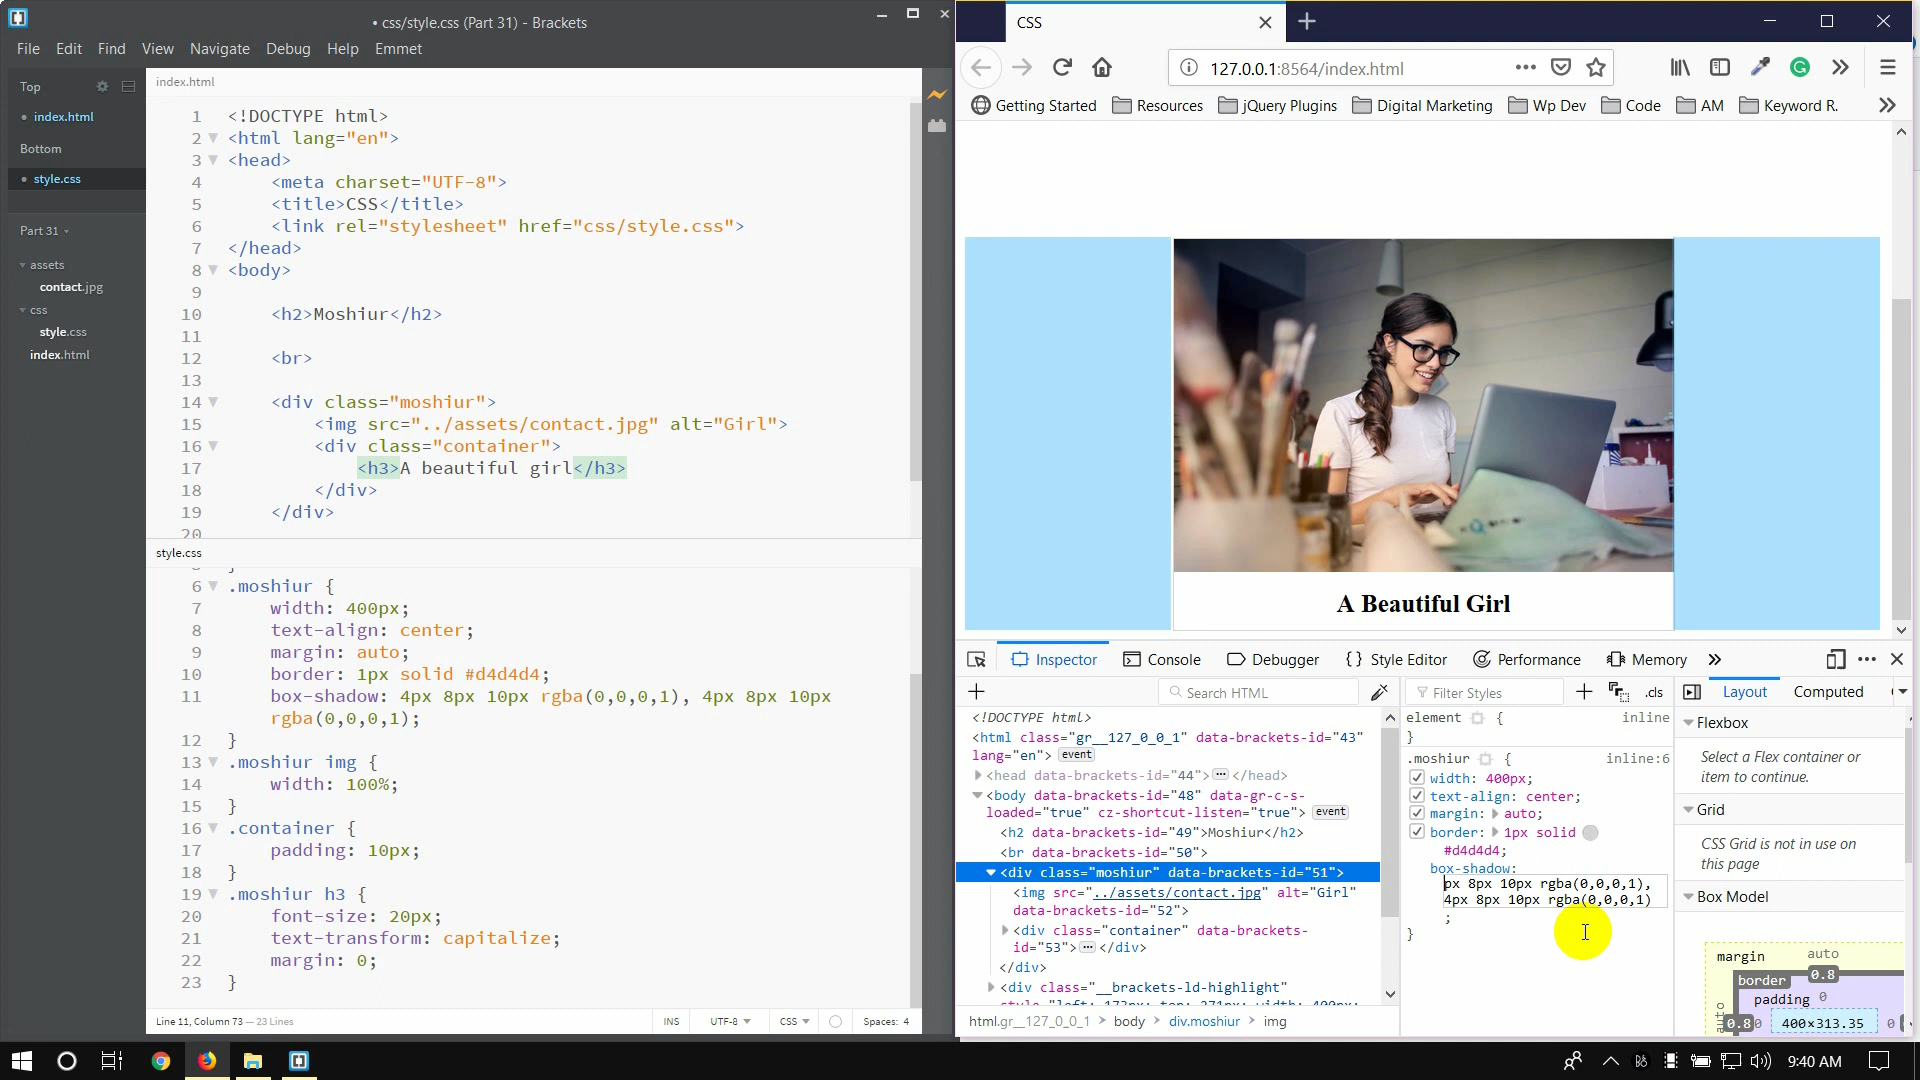 • css/style.css (Part 31) - Brackets
File Edit Find View Navigate Debug Help Emmet
Top
• index.html
Bottom
• style.css
Part 31
assets
contact.jpg
css
style.css
index.html
index.html
1 <!DOCTYPE html>
2 <html lang="en">
3 <head>
4 <meta charset="UTF-8">
5 <title>CSS</title>
6 <link rel="stylesheet" href="css/style.css">
7 </head>
8 <body>
9
10 <h2>Moshiur</h2>
11
12 <br>
13
14 <div class="moshiur">
15 <img src="../assets/contact.jpg" alt="Girl">
16 <div class="container">
17 <h3>A beautiful girl</h3>
18 </div>
19 </div>
20
style.css
6 .moshiur {
7 width: 400px;
8 text-align: center;
9 margin: auto;
10 border: 1px solid #d4d4d4;
11 box-shadow: 4px 8px 10px rgba(0,0,0,1), 4px 8px 10px
rgba(0,0,0,1);
12 }
13 .moshiur img {
14 width: 100%;
15 }
16 .container {
17 padding: 10px;
18 }
19 .moshiur h3 {
20 font-size: 20px;
21 text-transform: capitalize;
22 margin: 0;
23 }
Line 11, Column 73 — 23 Lines
INS UTF-8 CSS Spaces: 4
CSS
127.0.0.1:8564/index.html
Getting Started Resources jQuery Plugins Digital Marketing Wp Dev Code AM Keyword R.
A Beautiful Girl
Inspector Console Debugger Style Editor Performance Memory
Search HTML
<!DOCTYPE html>
<html class="gr__127_0_0_1" data-brackets-id="43"
lang="en"> event
<head data-brackets-id="44"> </head>
<body data-brackets-id="48" data-gr-c-s-
loaded="true" cz-shortcut-listen="true"> event
<h2 data-brackets-id="49">Moshiur</h2>
<br data-brackets-id="50">
<div class="moshiur" data-brackets-id="51">
<img src="../assets/contact.jpg" alt="Girl"
data-brackets-id="52">
<div class="container" data-brackets-
id="53"> </div>
</div>
<div class="__brackets-ld-highlight"
html.gr__127_0_0_1 > body > div.moshiur > img
Filter Styles
.cls
element { inline
}
.moshiur { inline:6
width: 400px;
text-align: center;
margin: auto;
border: 1px solid
#d4d4d4;
box-shadow:
px 8px 10px rgba(0,0,0,1),
4px 8px 10px rgba(0,0,0,1)
;
}
Layout Computed
Flexbox
Select a Flex container or
item to continue.
Grid
CSS Grid is not in use on
this page
Box Model
margin auto
border 0.8
padding 0
auto 0.8 0 400×313.35 0
9:40 AM